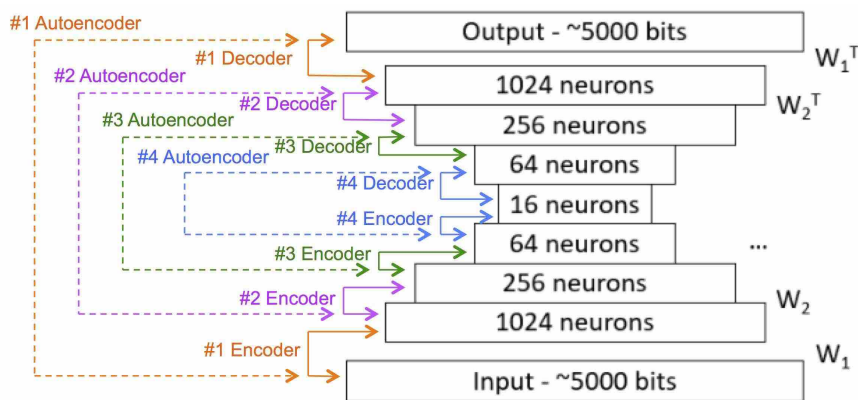 #1 Autoencoder
Output - ~5000 bits
#1 Decoder
W1^T
#2 Autoencoder
1024 neurons
#2 Decoder
W2^T
#3 Autoencoder
256 neurons
#3 Decoder
#4 Autoencoder
64 neurons
#4 Decoder
16 neurons
#4 Encoder
#3 Encoder
64 neurons
...
256 neurons
#2 Encoder
W2
1024 neurons
#1 Encoder
W1
Input - ~5000 bits